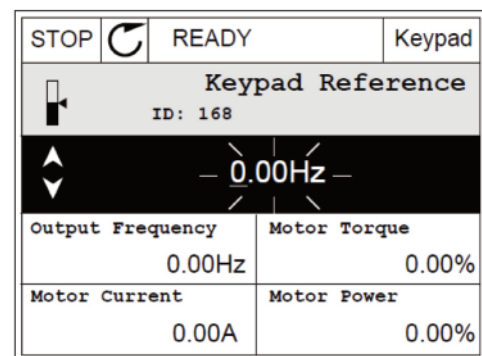 STOP READY Keypad
Keypad Reference
ID: 168
0.00Hz
Output Frequency Motor Torque
0.00Hz 0.00%
Motor Current Motor Power
0.00A 0.00%